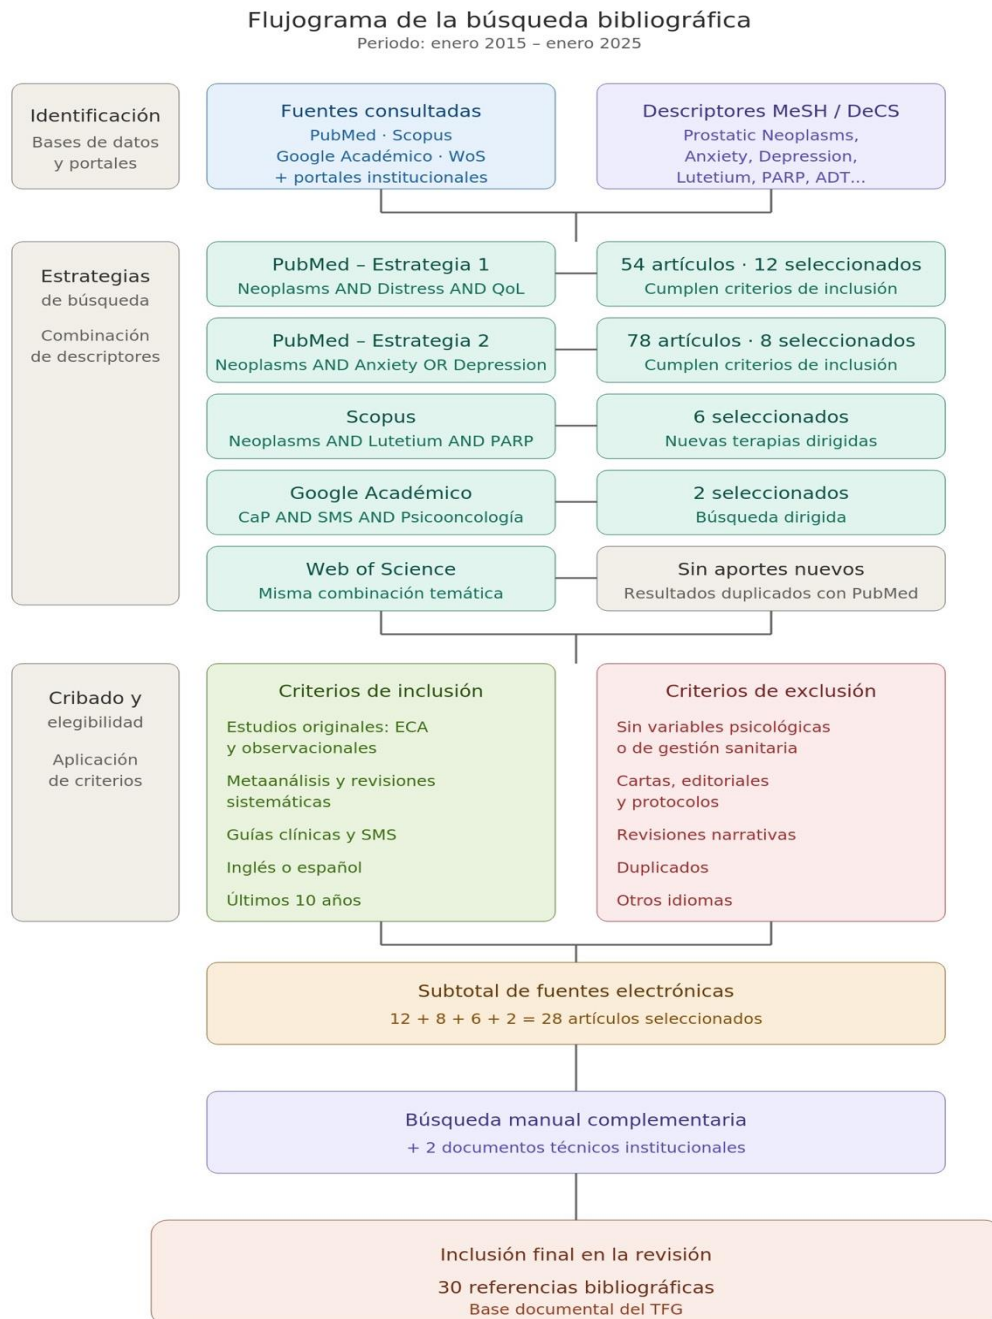 Flujograma de la búsqueda bibliográfica
Periodo: enero 2015 – enero 2025
Identificación
Bases de datos
y portales
Fuentes consultadas
PubMed · Scopus
Google Académico · WoS
+ portales institucionales
Descriptores MeSH / DeCS
Prostatic Neoplasms,
Anxiety, Depression,
Lutetium, PARP, ADT...
Estrategias
de búsqueda
Combinación
de descriptores
PubMed – Estrategia 1
Neoplasms AND Distress AND QoL
54 artículos · 12 seleccionados
Cumplen criterios de inclusión
PubMed – Estrategia 2
Neoplasms AND Anxiety OR Depression
78 artículos · 8 seleccionados
Cumplen criterios de inclusión
Scopus
Neoplasms AND Lutetium AND PARP
6 seleccionados
Nuevas terapias dirigidas
Google Académico
CaP AND SMS AND Psicooncología
2 seleccionados
Búsqueda dirigida
Web of Science
Misma combinación temática
Sin aportes nuevos
Resultados duplicados con PubMed
Cribado y
elegibilidad
Aplicación
de criterios
Criterios de inclusión
Estudios originales: ECA
y observacionales
Metaanálisis y revisiones
sistemáticas
Guías clínicas y SMS
Inglés o español
Últimos 10 años
Criterios de exclusión
Sin variables psicológicas
o de gestión sanitaria
Cartas, editoriales
y protocolos
Revisiones narrativas
Duplicados
Otros idiomas
Subtotal de fuentes electrónicas
12 + 8 + 6 + 2 = 28 artículos seleccionados
Búsqueda manual complementaria
+ 2 documentos técnicos institucionales
Inclusión final en la revisión
30 referencias bibliográficas
Base documental del TFG